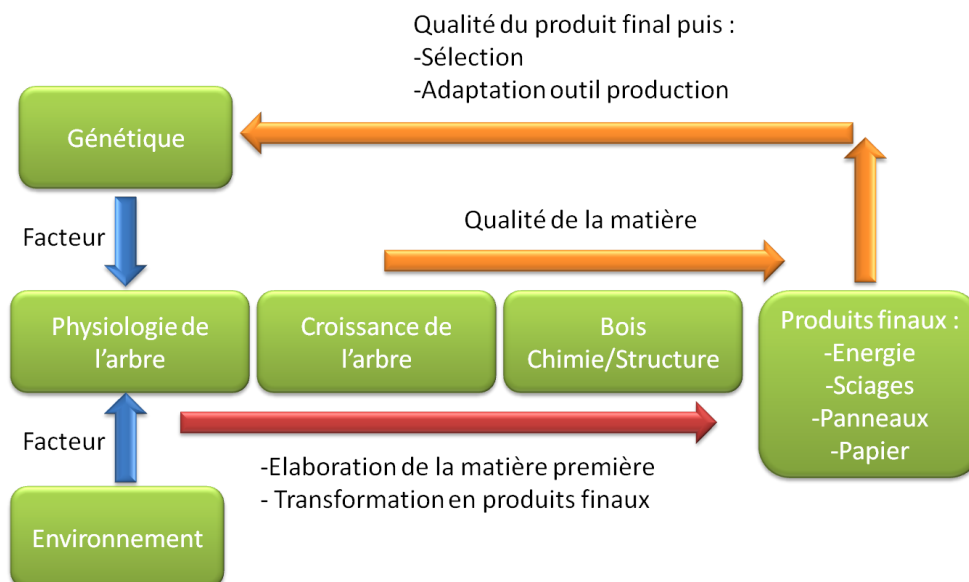 Qualité du produit final puis :
-Sélection
-Adaptation outil production
Génétique
Facteur
Qualité de la matière
Physiologie de
l’arbre
Croissance de
l’arbre
Bois
Chimie/Structure
Produits finaux :
-Energie
-Sciages
-Panneaux
-Papier
Facteur
-Elaboration de la matière première
- Transformation en produits finaux
Environnement